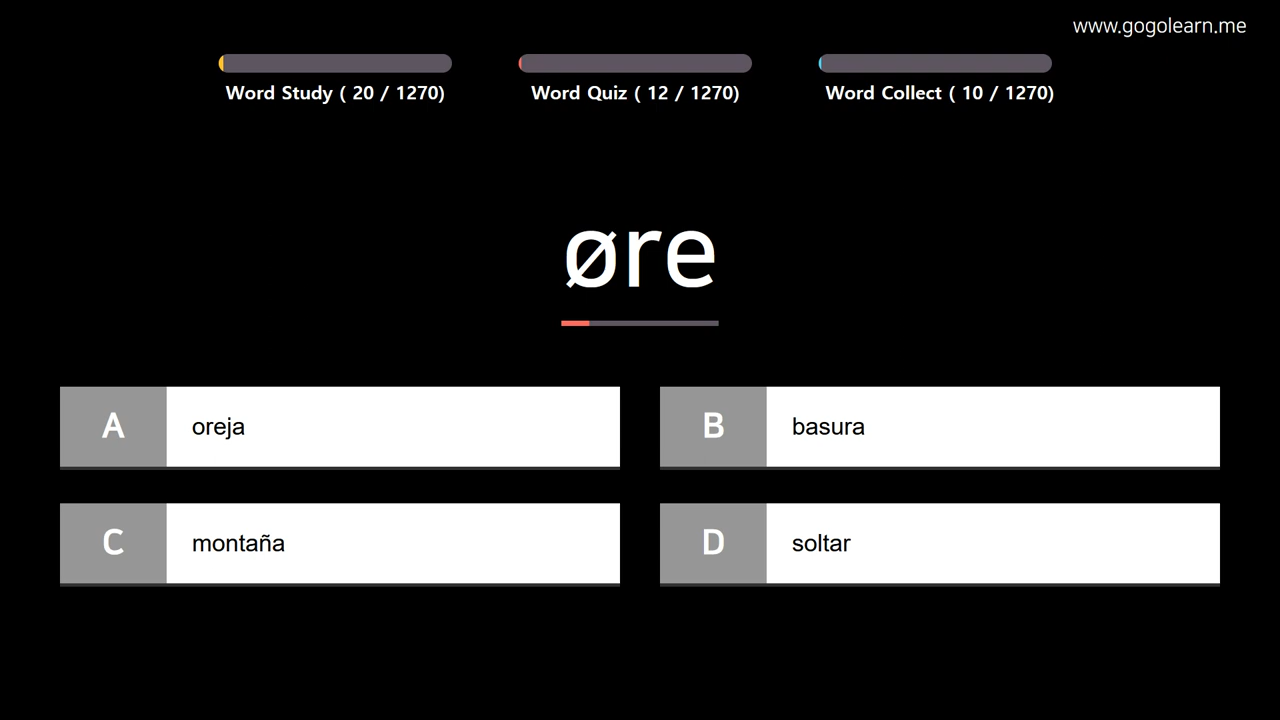 www.gogolearn.me
Word Study ( 20 / 1270)
Word Quiz ( 12 / 1270)
Word Collect ( 10 / 1270)
øre
A oreja
B basura
C montaña
D soltar